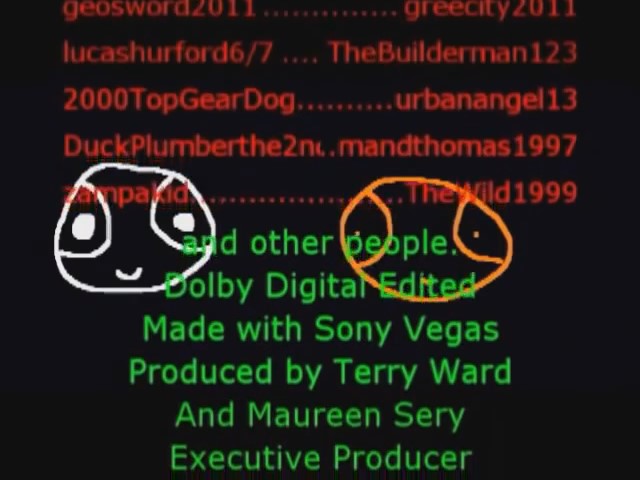 geosword2011 .............. greecity2011
lucashurford6/7 .... TheBuilderman123
2000TopGearDog..........urbanangel13
DuckPlumberthe2n...mandthomas1997
zampakid......................TheWild1999
and other people.
Dolby Digital Edited
Made with Sony Vegas
Produced by Terry Ward
And Maureen Sery
Executive Producer